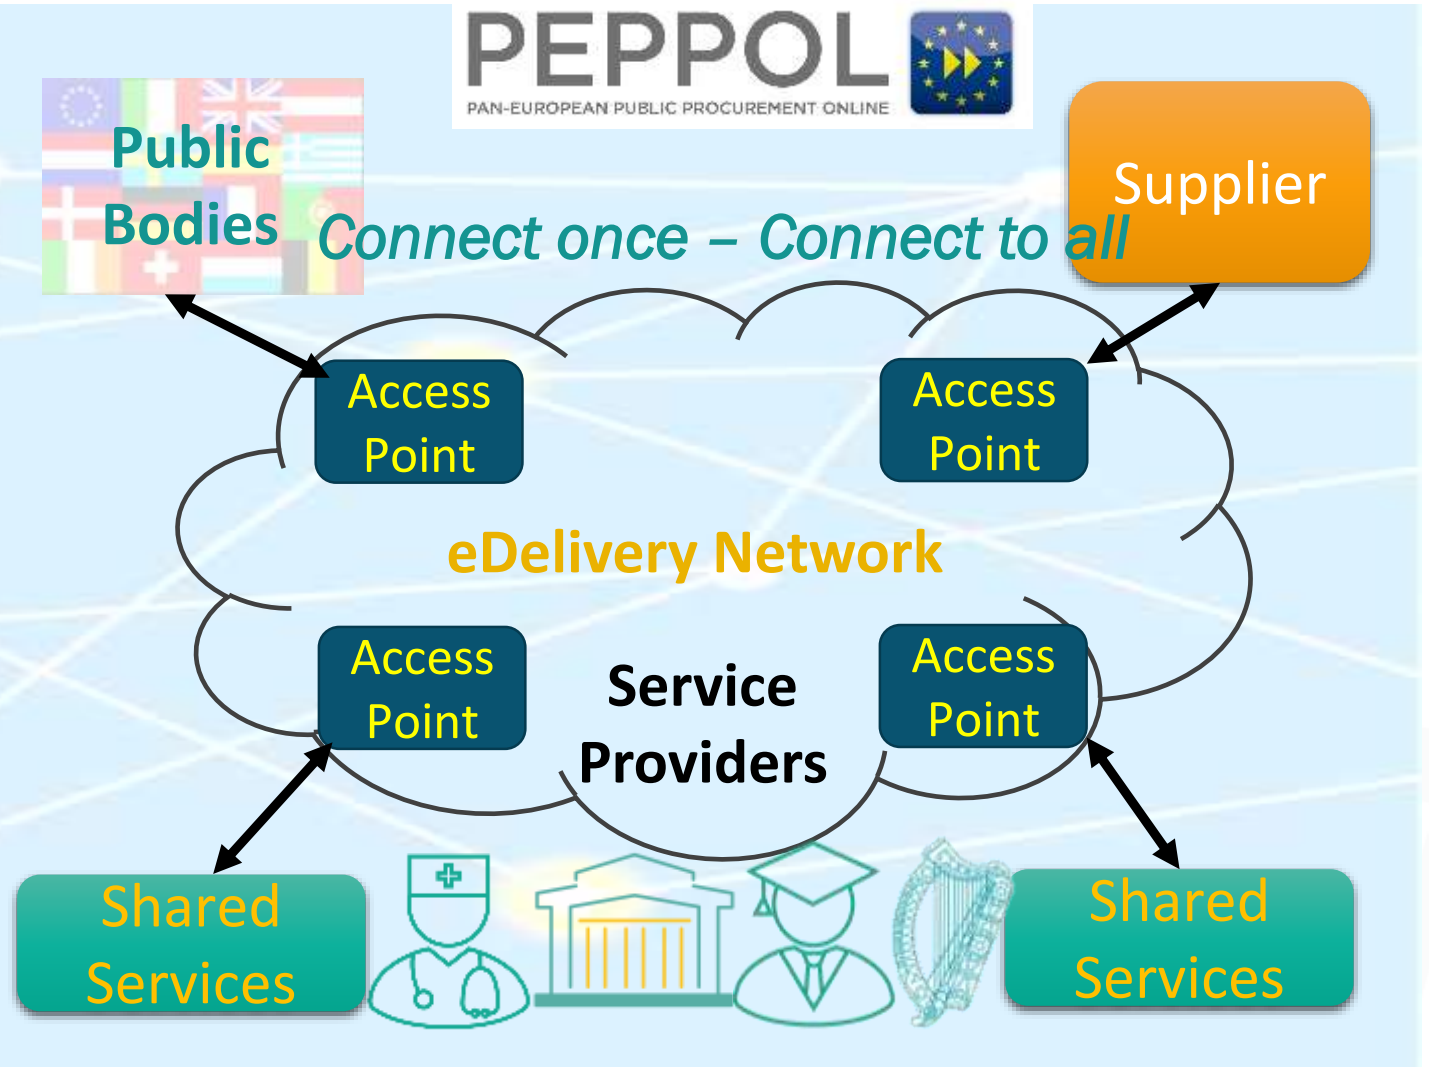 PEPPOL
PAN-EUROPEAN PUBLIC PROCUREMENT ONLINE
Public
Bodies
Supplier
Connect once – Connect to all
Access
Point
Access
Point
eDelivery Network
Access
Point
Service
Providers
Access
Point
Shared
Services
Shared
Services